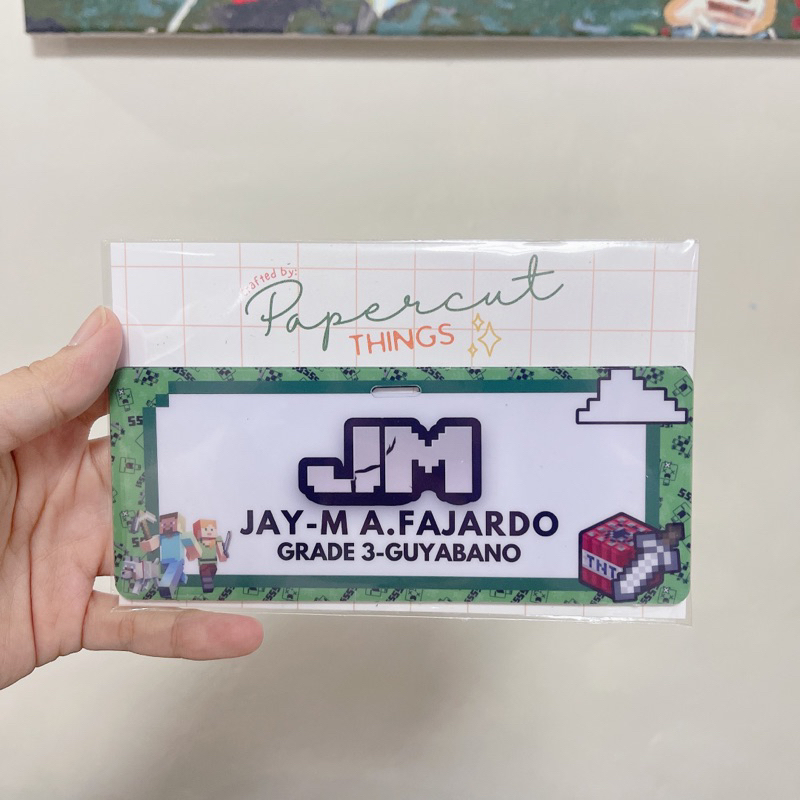 crafted by:
Papercut
THINGS
JM
JAY-M A.FAJARDO
GRADE 3-GUYABANO
TNT